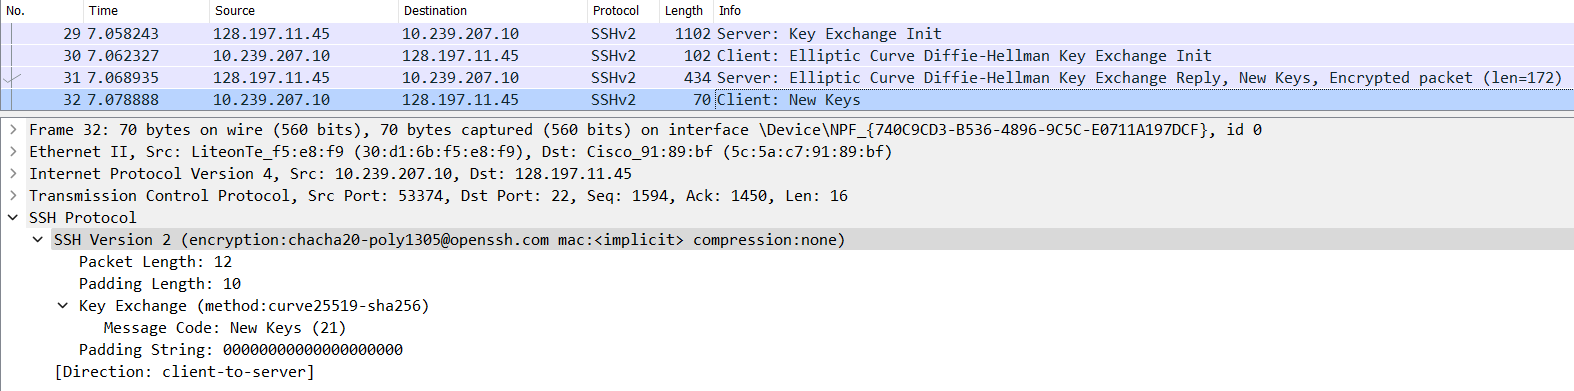 No. Time Source Destination Protocol Length Info
29 7.058243 128.197.11.45 10.239.207.10 SSHv2 1102 Server: Key Exchange Init
30 7.062327 10.239.207.10 128.197.11.45 SSHv2 102 Client: Elliptic Curve Diffie-Hellman Key Exchange Init
31 7.068935 128.197.11.45 10.239.207.10 SSHv2 434 Server: Elliptic Curve Diffie-Hellman Key Exchange Reply, New Keys, Encrypted packet (len=172)
32 7.078888 10.239.207.10 128.197.11.45 SSHv2 70 Client: New Keys
Frame 32: 70 bytes on wire (560 bits), 70 bytes captured (560 bits) on interface \Device\NPF_{740C9CD3-B536-4896-9C5C-E0711A197DCF}, id 0
Ethernet II, Src: LiteonTe_f5:e8:f9 (30:d1:6b:f5:e8:f9), Dst: Cisco_91:89:bf (5c:5a:c7:91:89:bf)
Internet Protocol Version 4, Src: 10.239.207.10, Dst: 128.197.11.45
Transmission Control Protocol, Src Port: 53374, Dst Port: 22, Seq: 1594, Ack: 1450, Len: 16
SSH Protocol
SSH Version 2 (encryption:chacha20-poly1305@openssh.com mac:<implicit> compression:none)
Packet Length: 12
Padding Length: 10
Key Exchange (method:curve25519-sha256)
Message Code: New Keys (21)
Padding String: 00000000000000000000
[Direction: client-to-server]